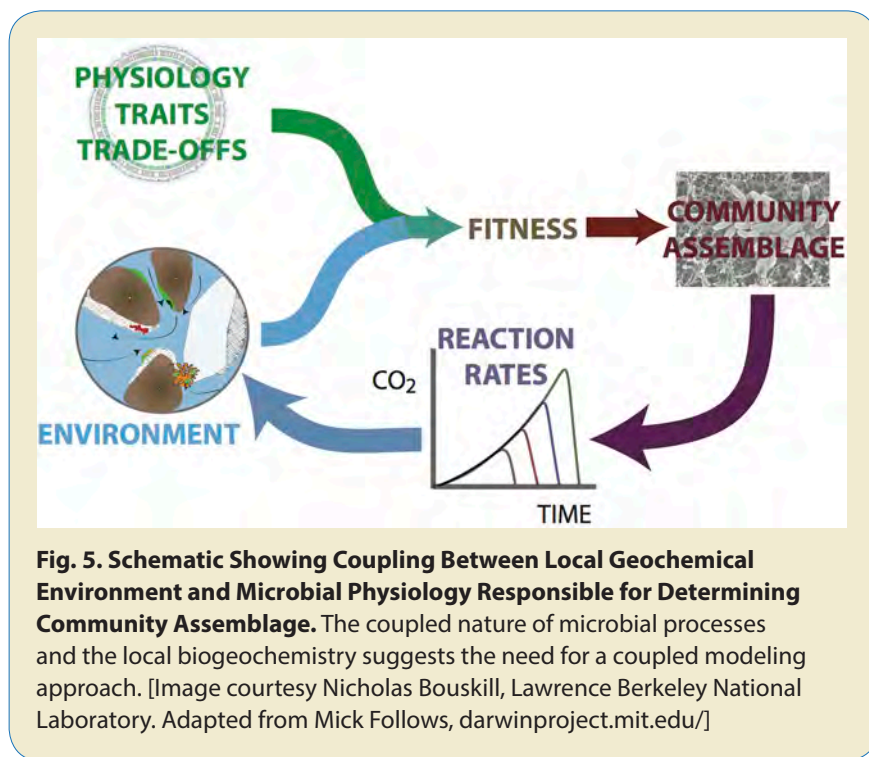 PHYSIOLOGY
TRAITS
TRADE-OFFS
FITNESS
COMMUNITY
ASSEMBLAGE
ENVIRONMENT
REACTION
RATES
CO₂
TIME
Fig. 5. Schematic Showing Coupling Between Local Geochemical
Environment and Microbial Physiology Responsible for Determining
Community Assemblage. The coupled nature of microbial processes
and the local biogeochemistry suggests the need for a coupled modeling
approach. [Image courtesy Nicholas Bouskill, Lawrence Berkeley National
Laboratory. Adapted from Mick Follows, darwinproject.mit.edu/]